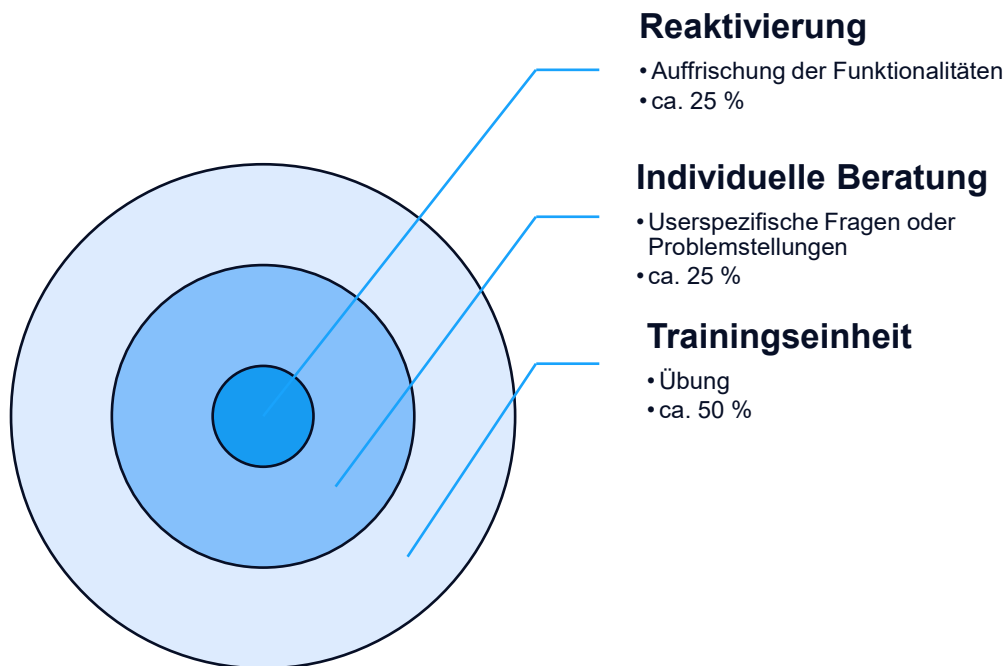 Reaktivierung
• Auffrischung der Funktionalitäten
• ca. 25 %
Individuelle Beratung
• Userspezifische Fragen oder
Problemstellungen
• ca. 25 %
Trainingseinheit
• Übung
• ca. 50 %